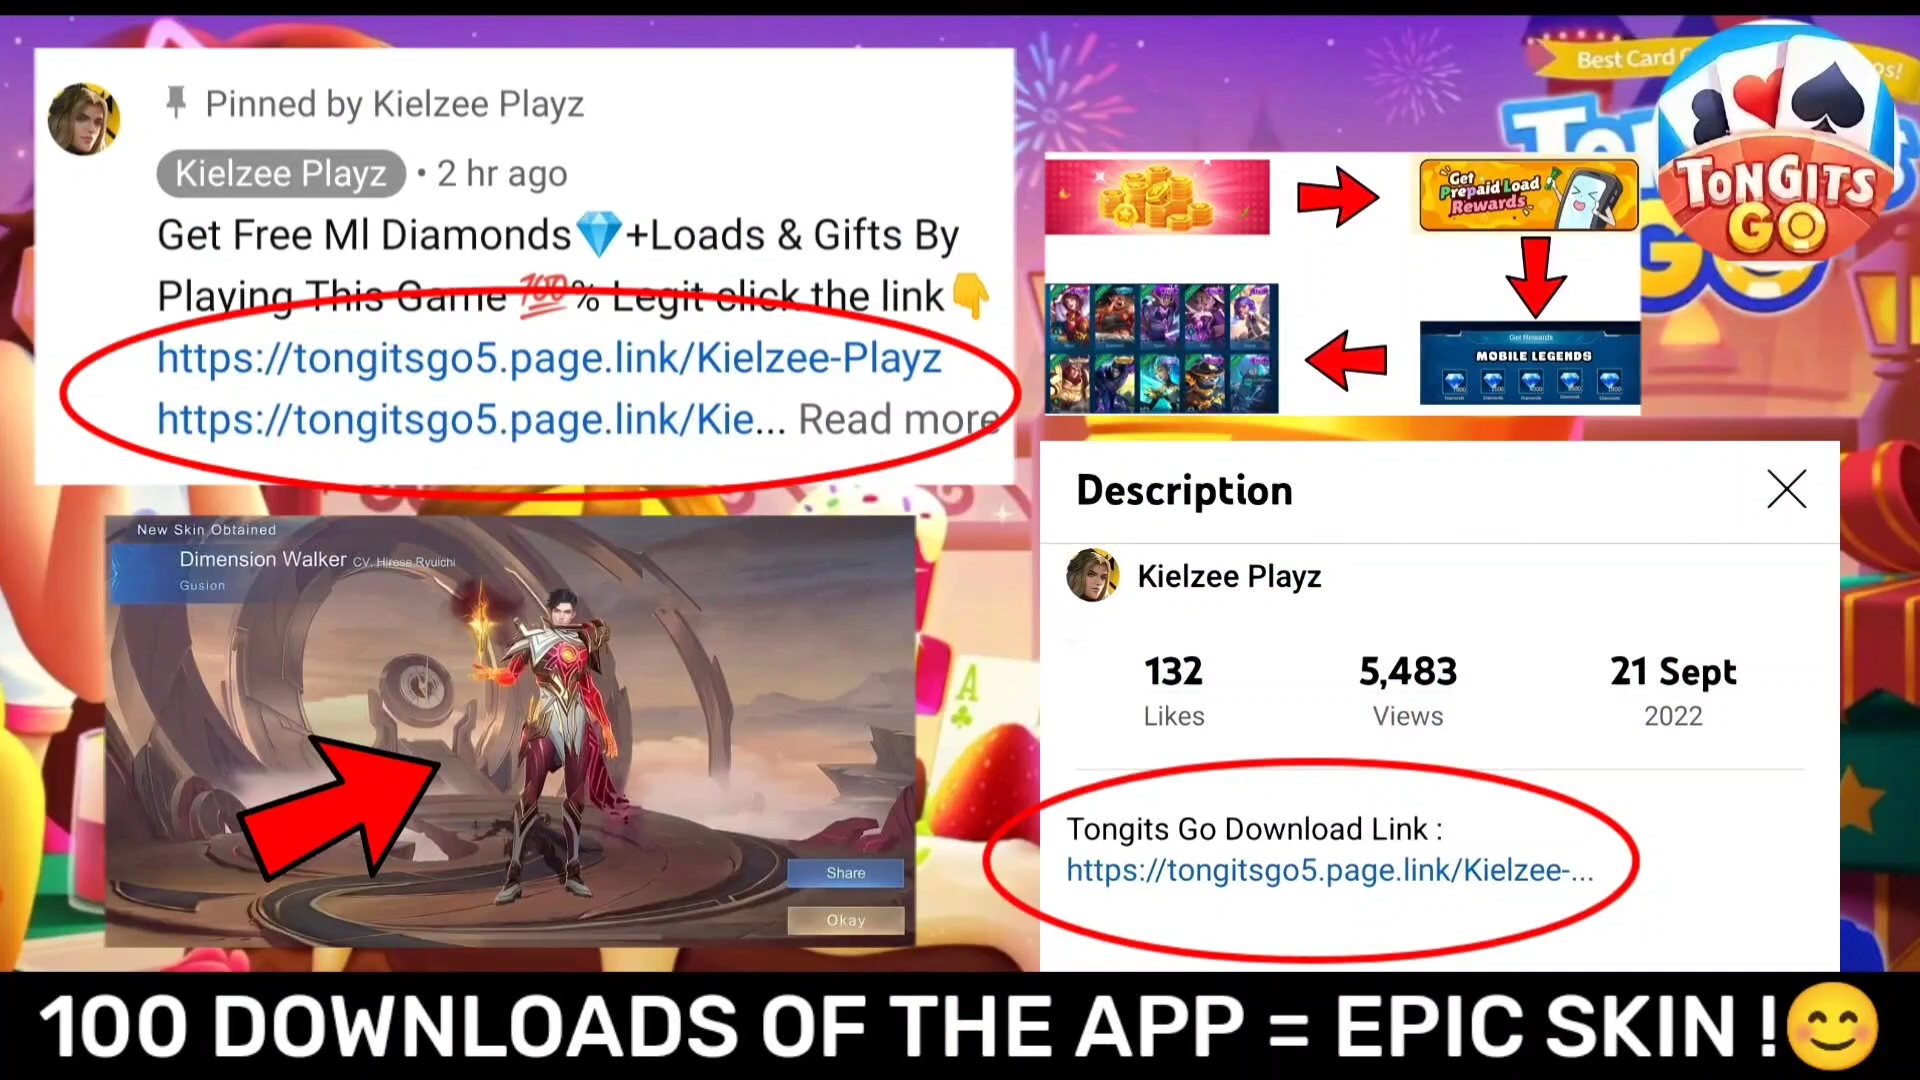 Pinned by Kielzee Playz
Kielzee Playz • 2 hr ago
Get Free Ml Diamonds💎+Loads & Gifts By
Playing This Game 💯% Legit click the link👇
https://tongitsgo5.page.link/Kielzee-Playz
https://tongitsgo5.page.link/Kie... Read more
Best Card
os!
TONGITS
GO
Get
Prepaid Load
Rewards
Get Rewards
MOBILE LEGENDS
Description
Kielzee Playz
132 5,483 21 Sept
Likes Views 2022
Tongits Go Download Link :
https://tongitsgo5.page.link/Kielzee-...
New Skin Obtained
Dimension Walker CV. Hirose Ryuichi
Gusion
Share
Okay
A
100 DOWNLOADS OF THE APP = EPIC SKIN !😊